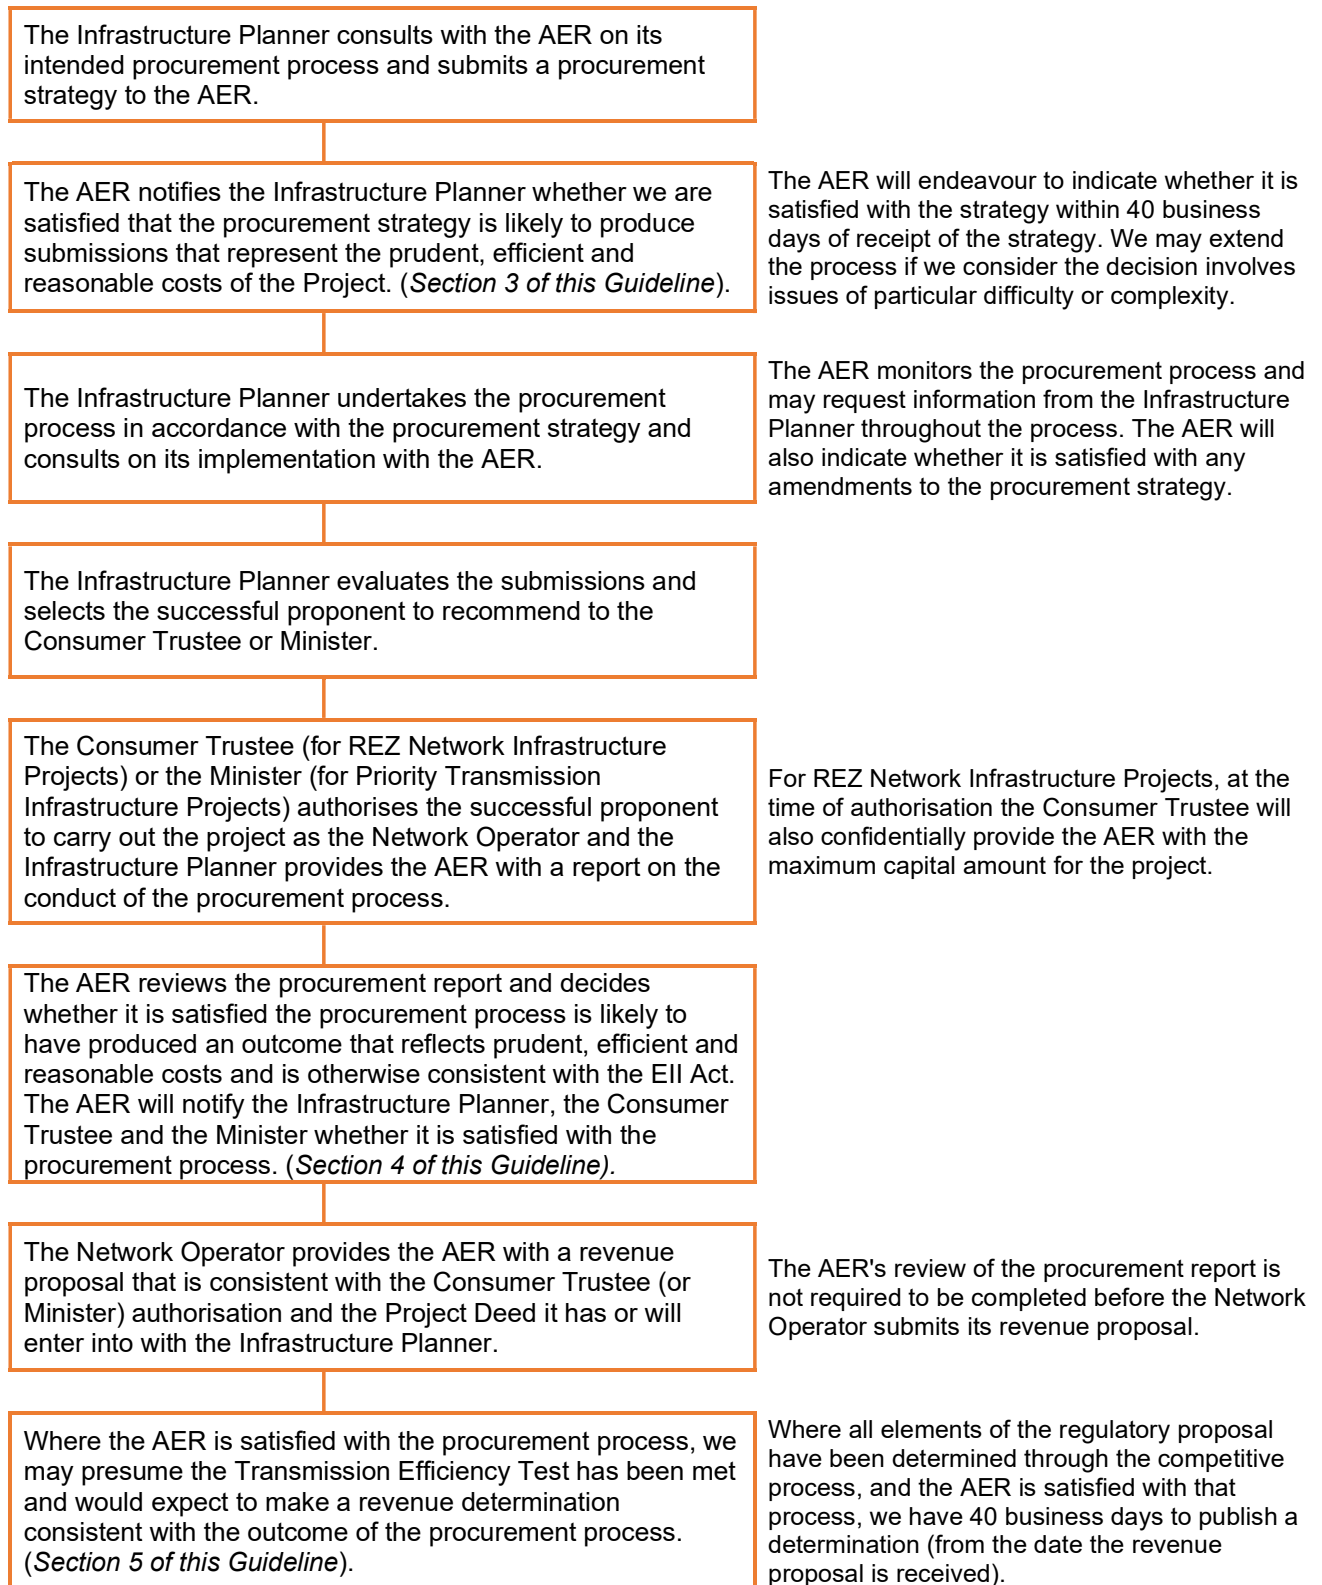 The Infrastructure Planner consults with the AER on its
intended procurement process and submits a procurement
strategy to the AER.
The AER notifies the Infrastructure Planner whether we are
satisfied that the procurement strategy is likely to produce
submissions that represent the prudent, efficient and
reasonable costs of the Project. (Section 3 of this Guideline).
The AER will endeavour to indicate whether it is
satisfied with the strategy within 40 business
days of receipt of the strategy. We may extend
the process if we consider the decision involves
issues of particular difficulty or complexity.
The Infrastructure Planner undertakes the procurement
process in accordance with the procurement strategy and
consults on its implementation with the AER.
The AER monitors the procurement process and
may request information from the Infrastructure
Planner throughout the process. The AER will
also indicate whether it is satisfied with any
amendments to the procurement strategy.
The Infrastructure Planner evaluates the submissions and
selects the successful proponent to recommend to the
Consumer Trustee or Minister.
The Consumer Trustee (for REZ Network Infrastructure
Projects) or the Minister (for Priority Transmission
Infrastructure Projects) authorises the successful proponent
to carry out the project as the Network Operator and the
Infrastructure Planner provides the AER with a report on the
conduct of the procurement process.
For REZ Network Infrastructure Projects, at the
time of authorisation the Consumer Trustee will
also confidentially provide the AER with the
maximum capital amount for the project.
The AER reviews the procurement report and decides
whether it is satisfied the procurement process is likely to
have produced an outcome that reflects prudent, efficient and
reasonable costs and is otherwise consistent with the EII Act.
The AER will notify the Infrastructure Planner, the Consumer
Trustee and the Minister whether it is satisfied with the
procurement process. (Section 4 of this Guideline).
The Network Operator provides the AER with a revenue
proposal that is consistent with the Consumer Trustee (or
Minister) authorisation and the Project Deed it has or will
enter into with the Infrastructure Planner.
The AER's review of the procurement report is
not required to be completed before the Network
Operator submits its revenue proposal.
Where the AER is satisfied with the procurement process, we
may presume the Transmission Efficiency Test has been met
and would expect to make a revenue determination
consistent with the outcome of the procurement process.
(Section 5 of this Guideline).
Where all elements of the regulatory proposal
have been determined through the competitive
process, and the AER is satisfied with that
process, we have 40 business days to publish a
determination (from the date the revenue
proposal is received).